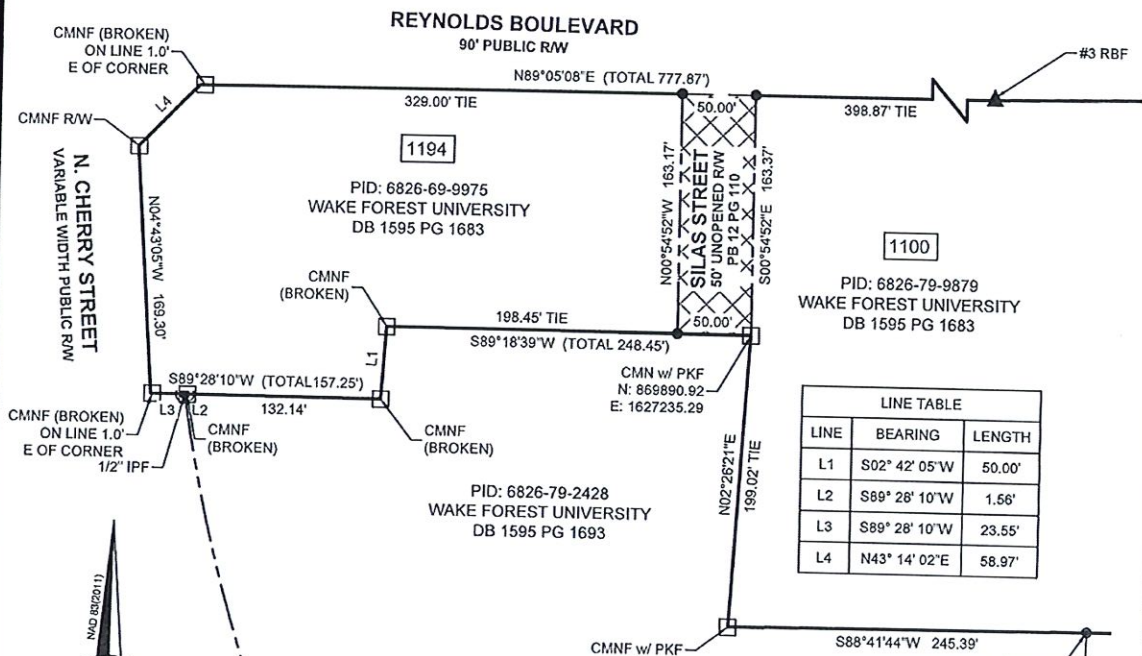 REYNOLDS BOULEVARD
90' PUBLIC R/W
CMNF (BROKEN)
ON LINE 1.0'
E OF CORNER
N89°05'08"E (TOTAL 777.87')
#3 RBF
L4
329.00' TIE
50.00'
398.87' TIE
CMNF R/W
1194
N. CHERRY STREET
VARIABLE WIDTH PUBLIC R/W
N04°43'05"W 169.30'
PID: 6826-69-9975
WAKE FOREST UNIVERSITY
DB 1595 PG 1683
N00°54'52"W 163.17'
SILAS STREET
50' UNOPENED R/W
PB 12 PG 110
S00°54'52"E 163.37'
1100
PID: 6826-79-9879
WAKE FOREST UNIVERSITY
DB 1595 PG 1683
CMNF
(BROKEN)
198.45' TIE
50.00'
S89°18'39"W (TOTAL 248.45')
L1
CMN w/ PKF
N: 869890.92
E: 1627235.29
S89°28'10"W (TOTAL157.25')
L3
L2
132.14'
CMNF (BROKEN)
ON LINE 1.0'
E OF CORNER
1/2" IPF
CMNF
(BROKEN)
CMNF
(BROKEN)
LINE TABLE
LINE BEARING LENGTH
L1 S02° 42' 05"W 50.00'
L2 S89° 28' 10"W 1.56'
L3 S89° 28' 10"W 23.55'
L4 N43° 14' 02"E 58.97'
N02°26'21"E
199.02' TIE
PID: 6826-79-2428
WAKE FOREST UNIVERSITY
DB 1595 PG 1693
NAD 83(2011)
CMNF w/ PKF
S88°41'44"W 245.39'